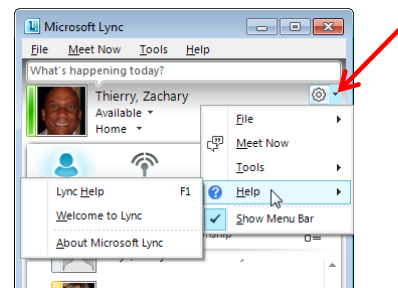 Microsoft Lync
File Meet Now Tools Help
What's happening today?
Thierry, Zachary
Available
Home
File
Meet Now
Tools
Help
Show Menu Bar
Lync Help F1
Welcome to Lync
About Microsoft Lync